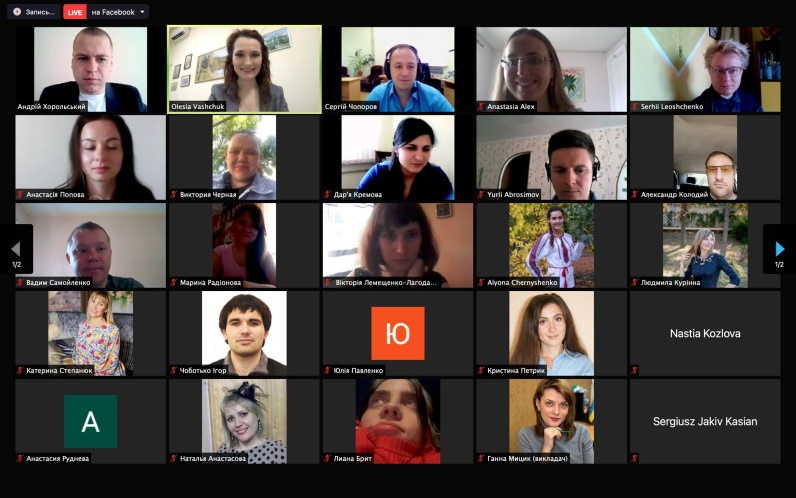 Запись...
LIVE на Facebook
Андрій Хорольський
Olesia Vashchuk
Сергій Чопоров
Anastasia Alex
Serhii Leoshchenko
Анастасія Попова
Виктория Черная
Дар'я Кремова
Yurii Abrosimov
Александр Колодий
1/2
1/2
Вадим Самойленко
Марина Радіонова
Вікторія Лемещенко-Лагода...
Alyona Chernyshenko
Людмила Курінна
Катерина Степанюк
Чоботько Ігор
Ю
Юлія Павленко
Кристина Петрик
Nastia Kozlova
А
Анастасия Руднева
Наталья Анастасова
Лиана Брит
Ганна Мицик (викладач)
Sergiusz Jakiv Kasian